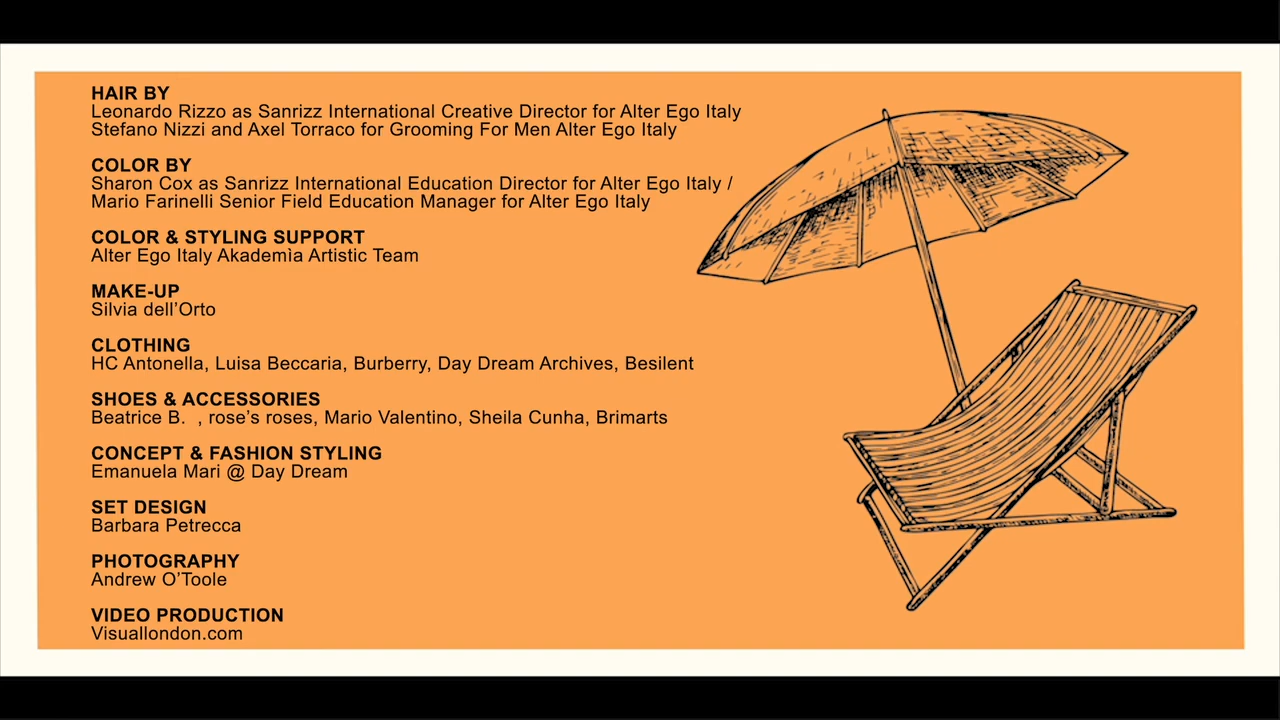 HAIR BY
Leonardo Rizzo as Sanrizz International Creative Director for Alter Ego Italy
Stefano Nizzi and Axel Torraco for Grooming For Men Alter Ego Italy
COLOR BY
Sharon Cox as Sanrizz International Education Director for Alter Ego Italy /
Mario Farinelli Senior Field Education Manager for Alter Ego Italy
COLOR & STYLING SUPPORT
Alter Ego Italy Akademìa Artistic Team
MAKE-UP
Silvia dell’Orto
CLOTHING
HC Antonella, Luisa Beccaria, Burberry, Day Dream Archives, Besilent
SHOES & ACCESSORIES
Beatrice B.  , rose’s roses, Mario Valentino, Sheila Cunha, Brimarts
CONCEPT & FASHION STYLING
Emanuela Mari @ Day Dream
SET DESIGN
Barbara Petrecca
PHOTOGRAPHY
Andrew O’Toole
VIDEO PRODUCTION
Visuallondon.com